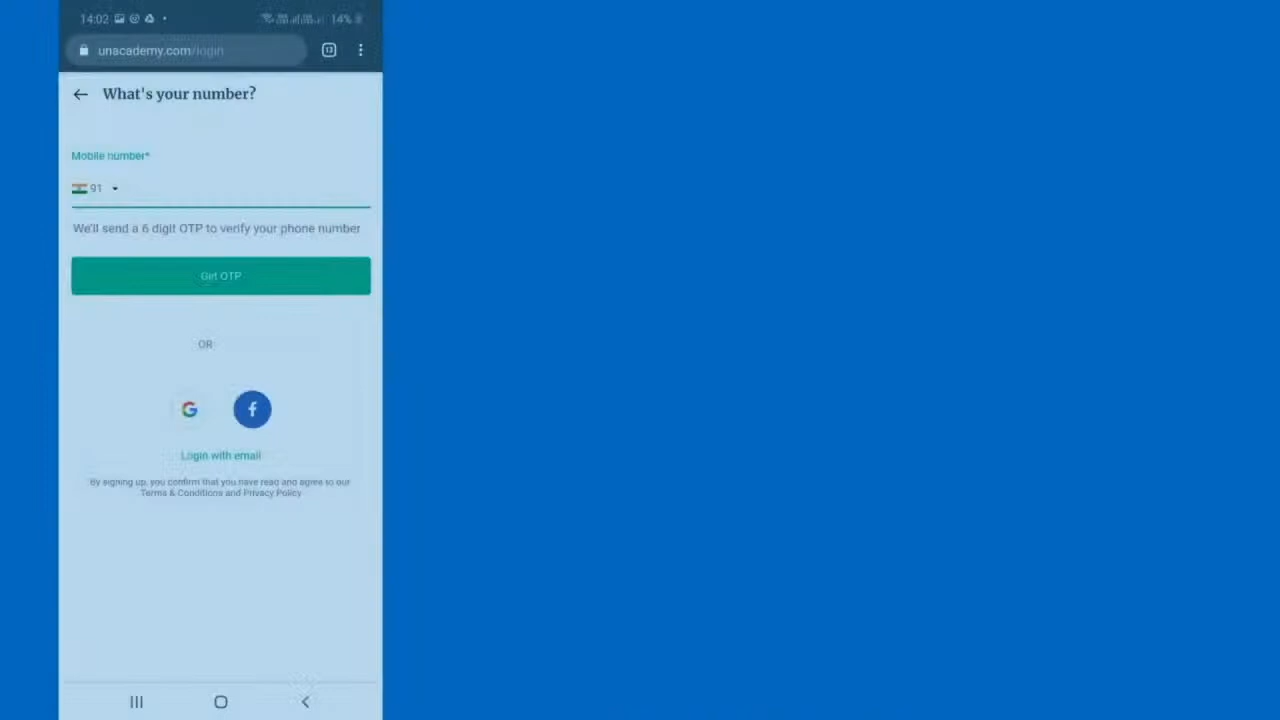 14:02 14%
unacademy.com/login 13
What's your number?
Mobile number*
91
We'll send a 6 digit OTP to verify your phone number
Get OTP
OR
G f
Login with email
By signing up, you confirm that you have read and agree to our
Terms & Conditions and Privacy Policy